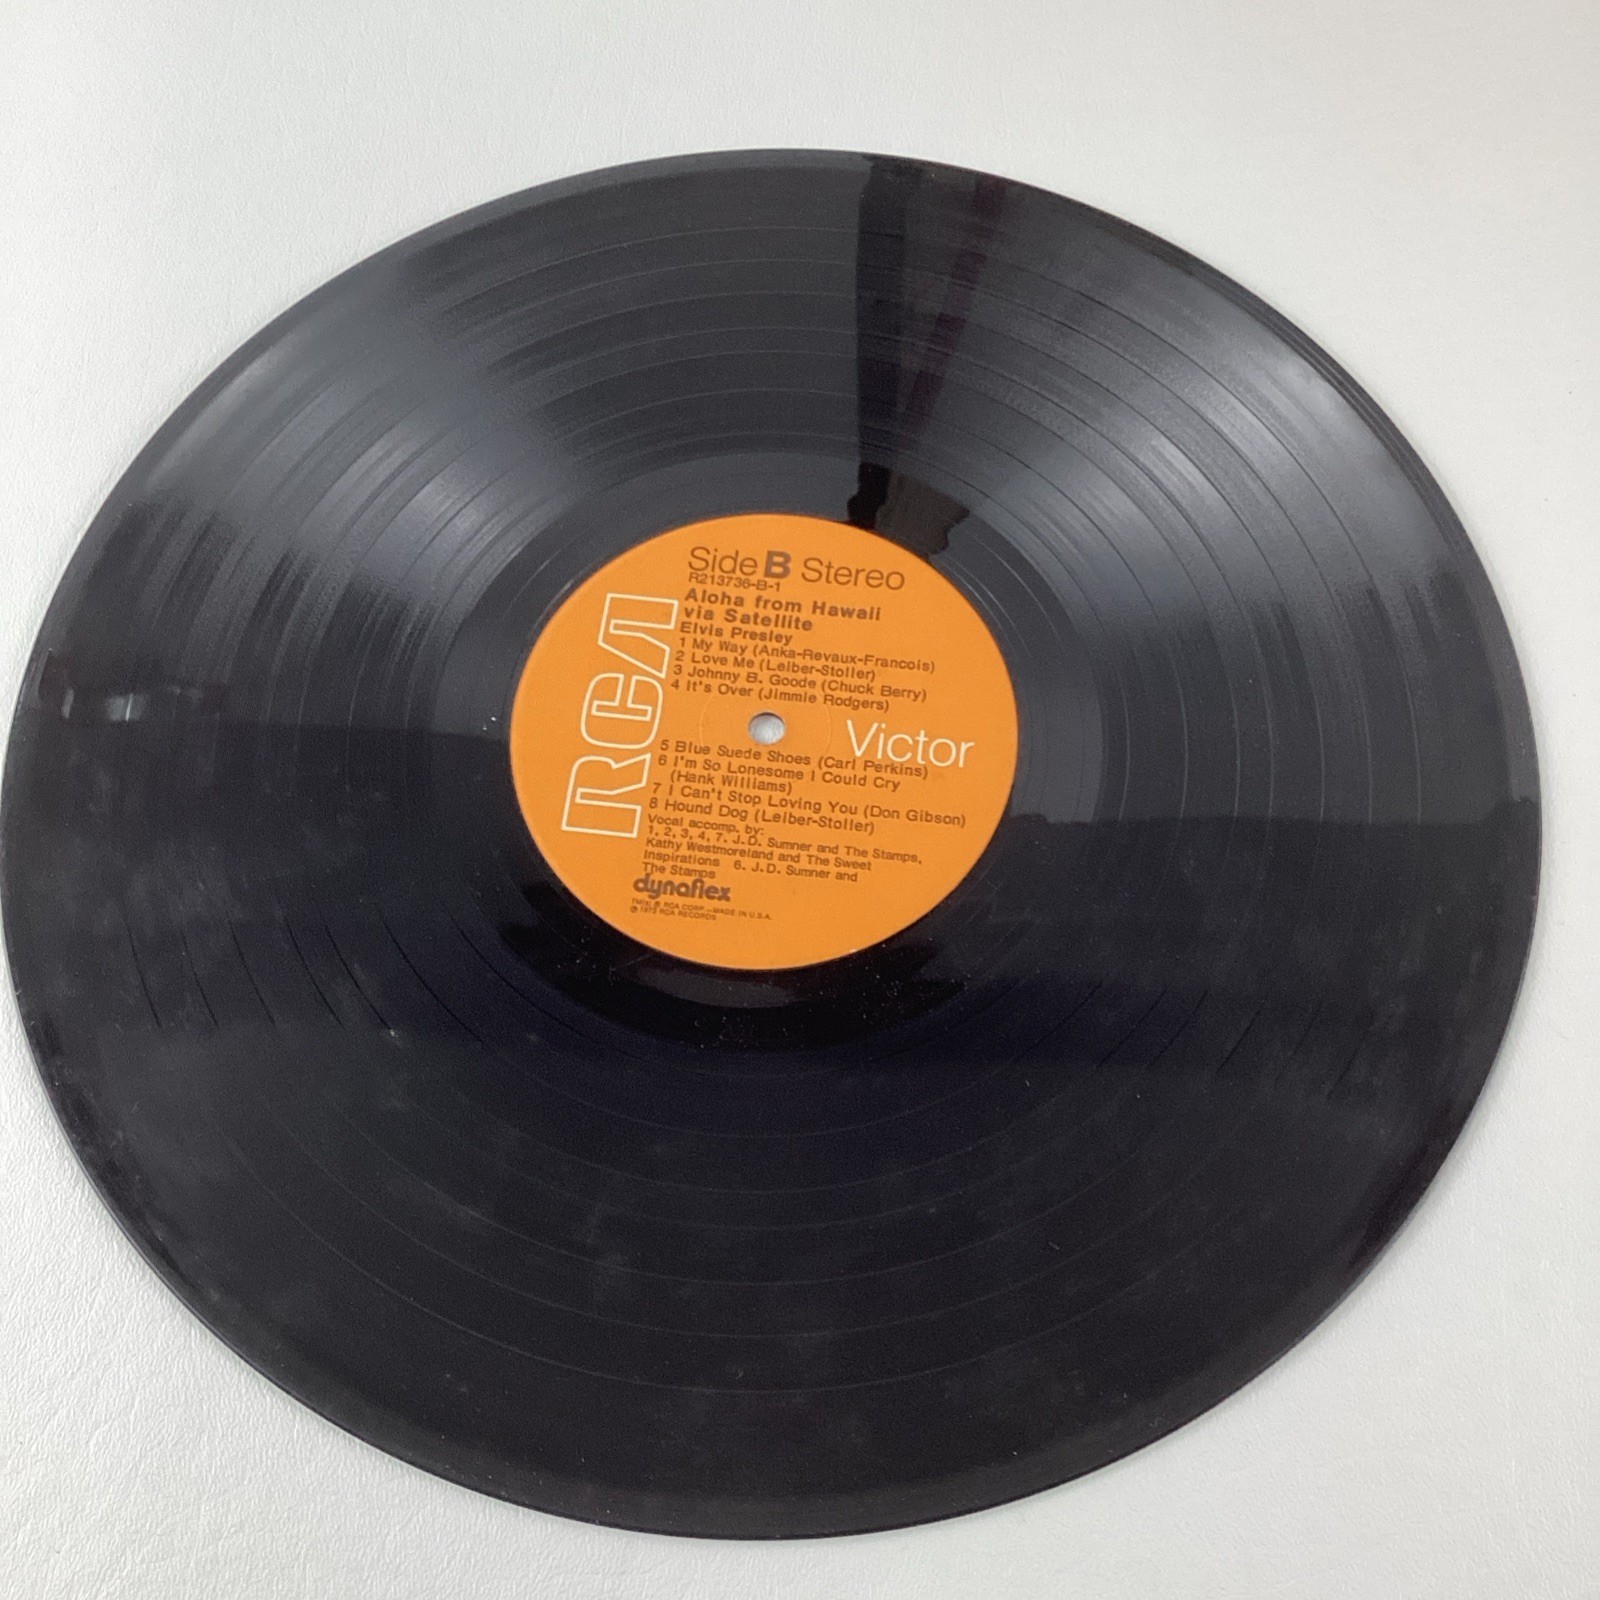 Side B Stereo
R213736-B-1
Aloha from Hawaii
via Satellite
Elvis Presley
1 My Way (Anka-Revaux-Francois)
2 Love Me (Leiber-Stoller)
3 Johnny B. Goode (Chuck Berry)
4 It's Over (Jimmie Rodgers)
RCA
Victor
5 Blue Suede Shoes (Carl Perkins)
6 I'm So Lonesome I Could Cry
(Hank Williams)
7 I Can't Stop Loving You (Don Gibson)
8 Hound Dog (Leiber-Stoller)
Vocal accomp. by:
1, 2, 3, 4, 7. J.D. Sumner and The Stamps,
Kathy Westmoreland and The Sweet
Inspirations 6. J.D. Sumner and
The Stamps
dynaflex
TM(s) ® RCA CORP.—MADE IN U.S.A.
℗ 1973 RCA RECORDS